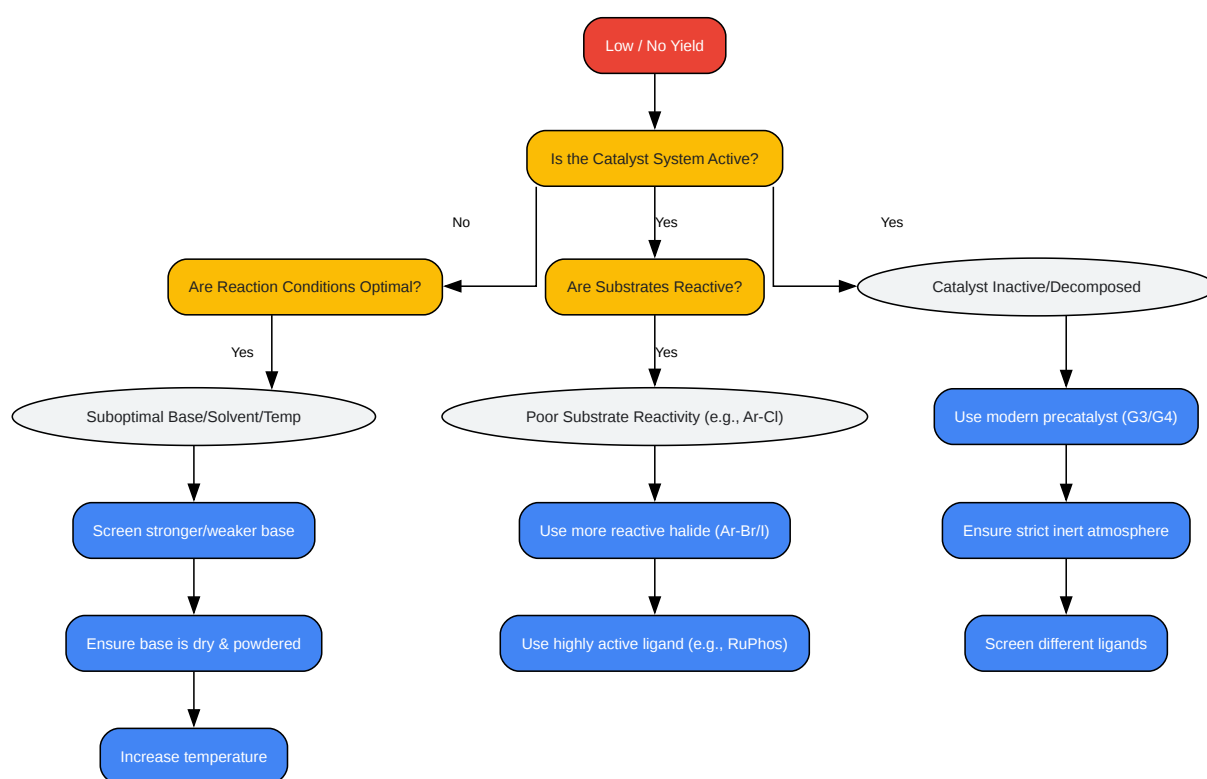 Low / No Yield
Is the Catalyst System Active?
No
Yes
Yes
Are Reaction Conditions Optimal?
Are Substrates Reactive?
Catalyst Inactive/Decomposed
Yes
Yes
Suboptimal Base/Solvent/Temp
Poor Substrate Reactivity (e.g., Ar-Cl)
Use modern precatalyst (G3/G4)
Screen stronger/weaker base
Use more reactive halide (Ar-Br/I)
Ensure strict inert atmosphere
Ensure base is dry & powdered
Use highly active ligand (e.g., RuPhos)
Screen different ligands
Increase temperature